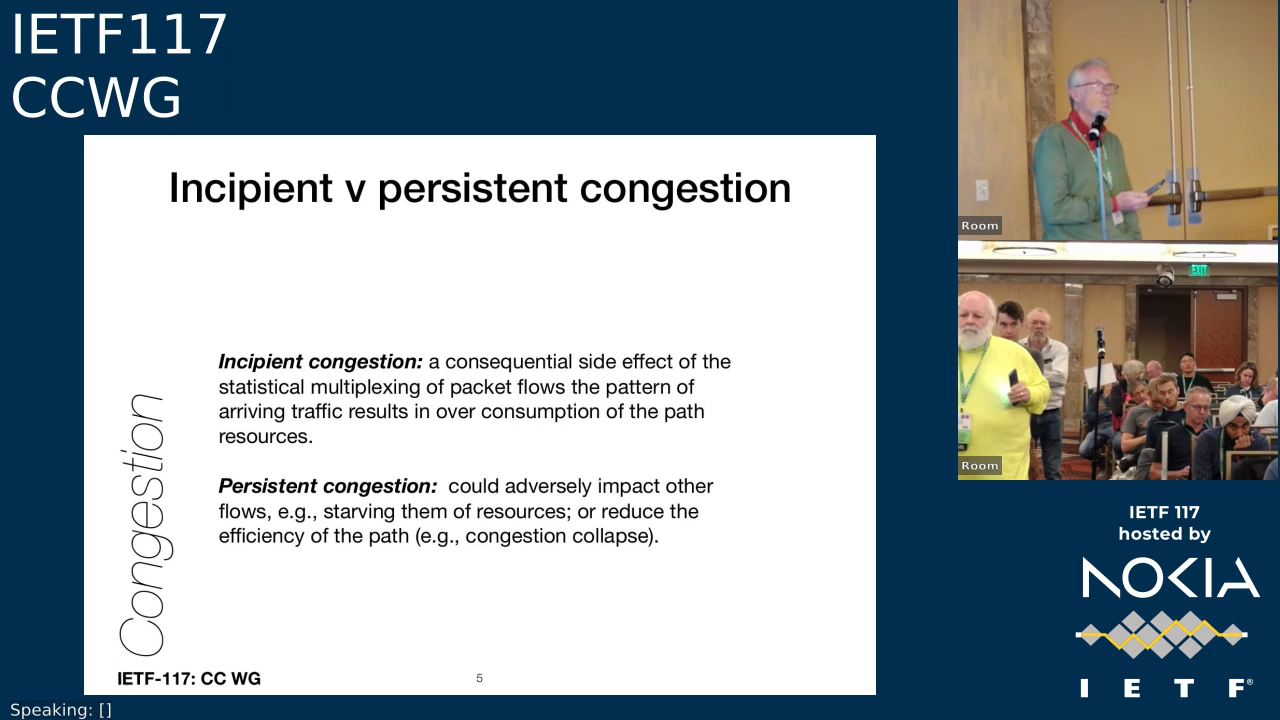 IETF117
CCWG
Incipient v persistent congestion
Incipient congestion: a consequential side effect of the
statistical multiplexing of packet flows the pattern of
arriving traffic results in over consumption of the path
resources.
Persistent congestion:  could adversely impact other
flows, e.g., starving them of resources; or reduce the
efficiency of the path (e.g., congestion collapse).
Congestion
IETF-117: CC WG
5
Speaking: []
Room
EXIT
Room
IETF 117
hosted by
NOKIA
I E T F®